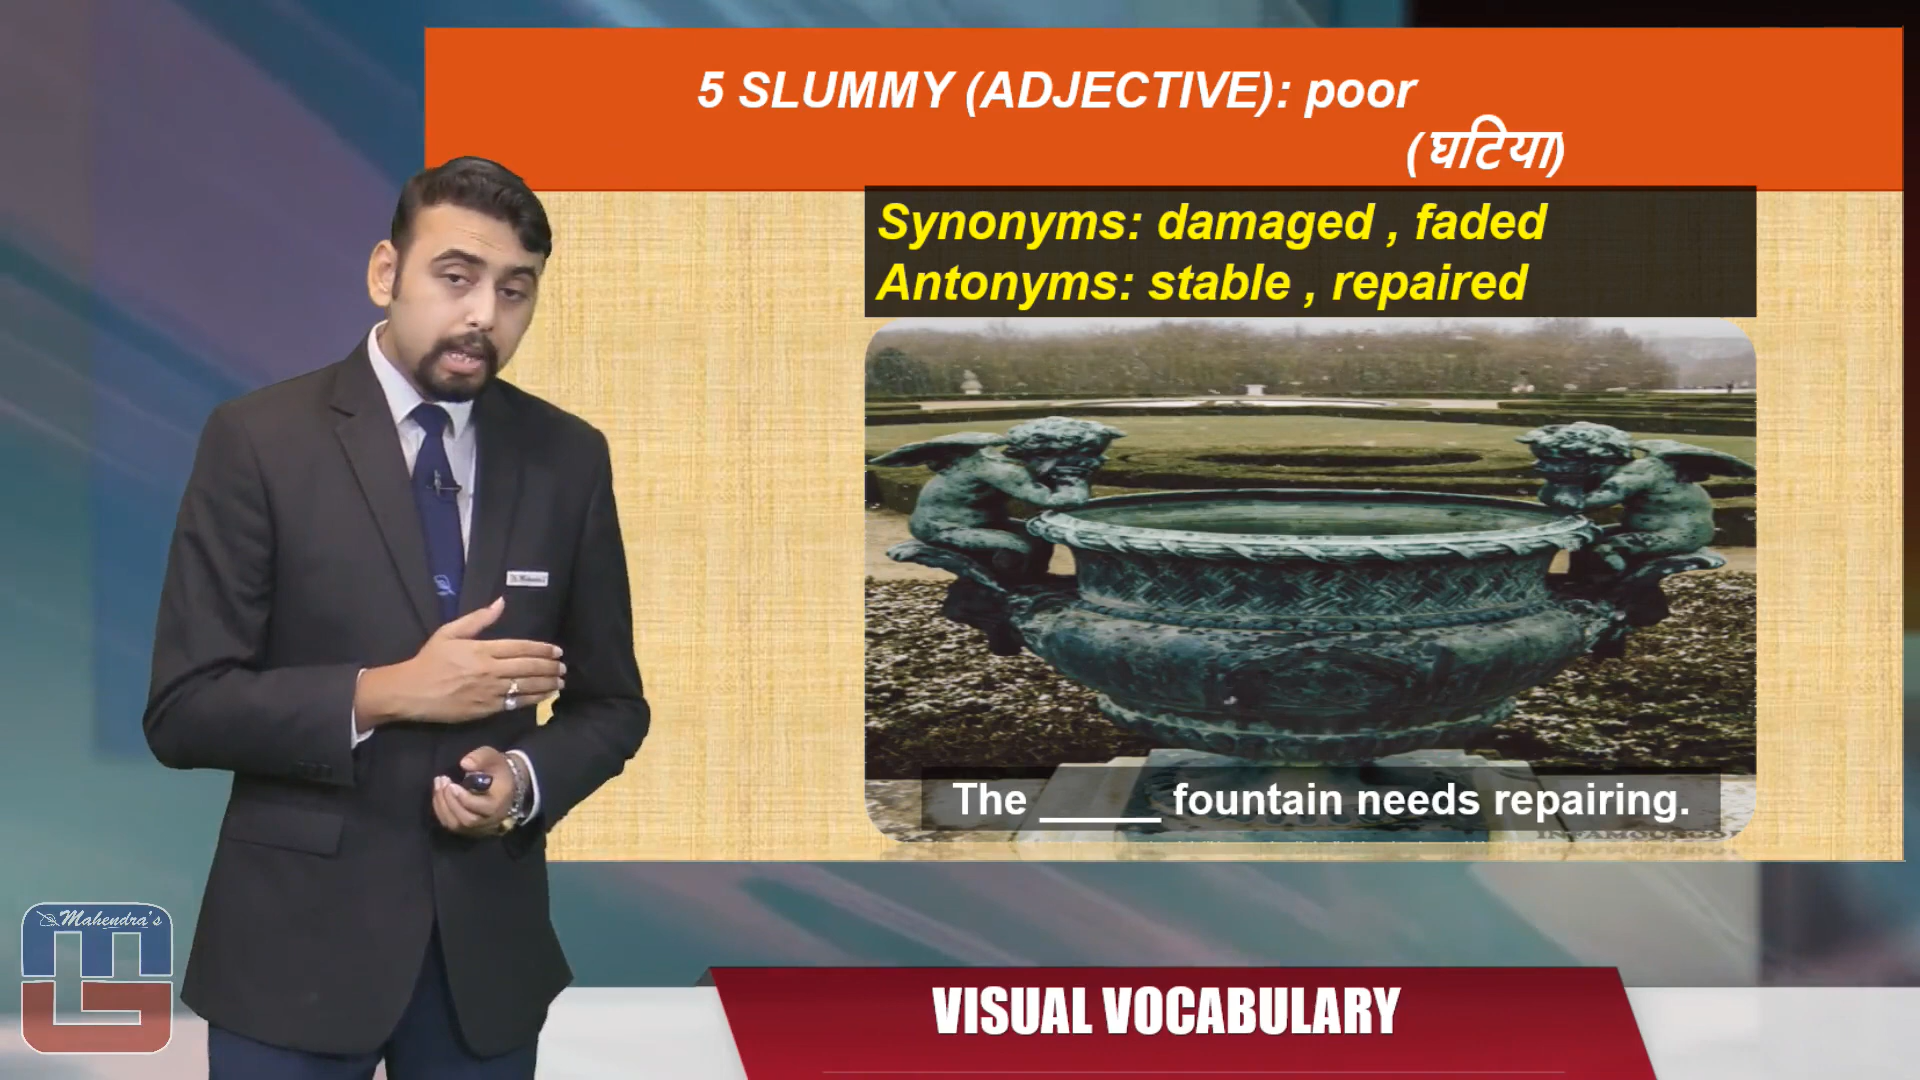 5 SLUMMY (ADJECTIVE): poor
(घटिया)
Synonyms: damaged , faded
Antonyms: stable , repaired
The _____ fountain needs repairing.
Mahendra's
VISUAL VOCABULARY